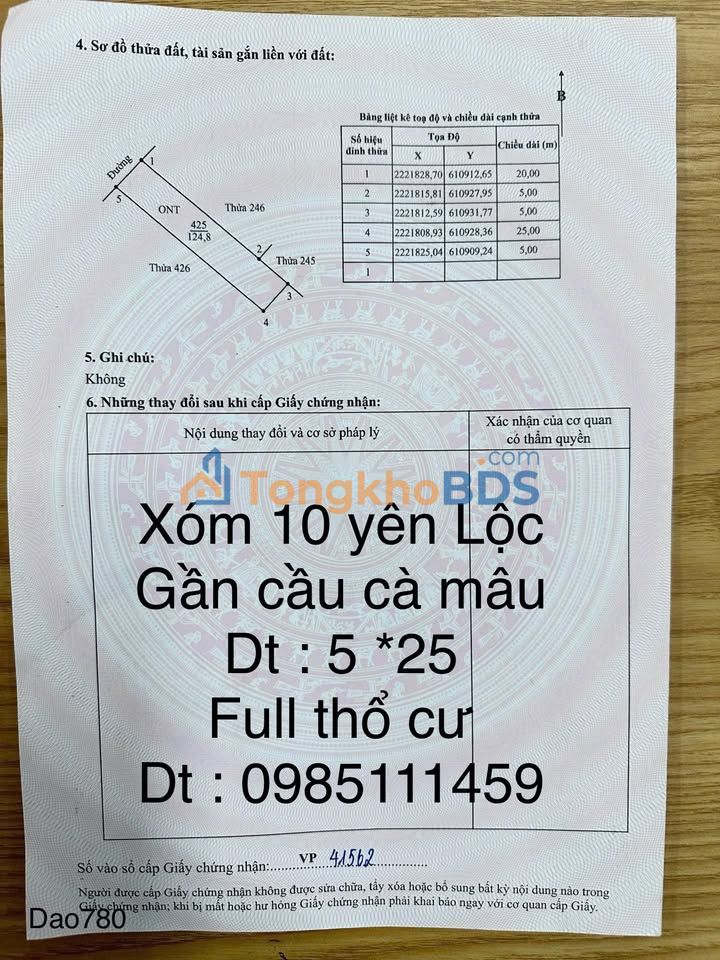 4. Sơ đồ thửa đất, tài sản gắn liền với đất:
B
Bảng liệt kê toạ độ và chiều dài cạnh thửa
Số hiệu đỉnh thửa | Tọa Độ | Chiều dài (m)
X | Y
1 | 2221828,70 | 610912,65 | 20,00
2 | 2221815,81 | 610927,95 | 5,00
3 | 2221812,59 | 610931,77 | 5,00
4 | 2221808,93 | 610928,36 | 25,00
5 | 2221825,04 | 610909,24 | 5,00
1
Đường
1
5
ONT
Thửa 246
425
124,8
2
Thửa 426
Thửa 245
3
4
5. Ghi chú:
Không
6. Những thay đổi sau khi cấp Giấy chứng nhận:
Nội dung thay đổi và cơ sở pháp lý
Xác nhận của cơ quan
có thẩm quyền
TongkhoBDS.com
Xóm 10 yên Lộc
Gần cầu cà mâu
Dt : 5 *25
Full thổ cư
Dt : 0985111459
Số vào sổ cấp Giấy chứng nhận: VP 41562
Người được cấp Giấy chứng nhận không được sửa chữa, tẩy xóa hoặc bổ sung bất kỳ nội dung nào trong
Giấy chứng nhận; khi bị mất hoặc hư hỏng Giấy chứng nhận phải khai báo ngay với cơ quan cấp Giấy.
Dao780